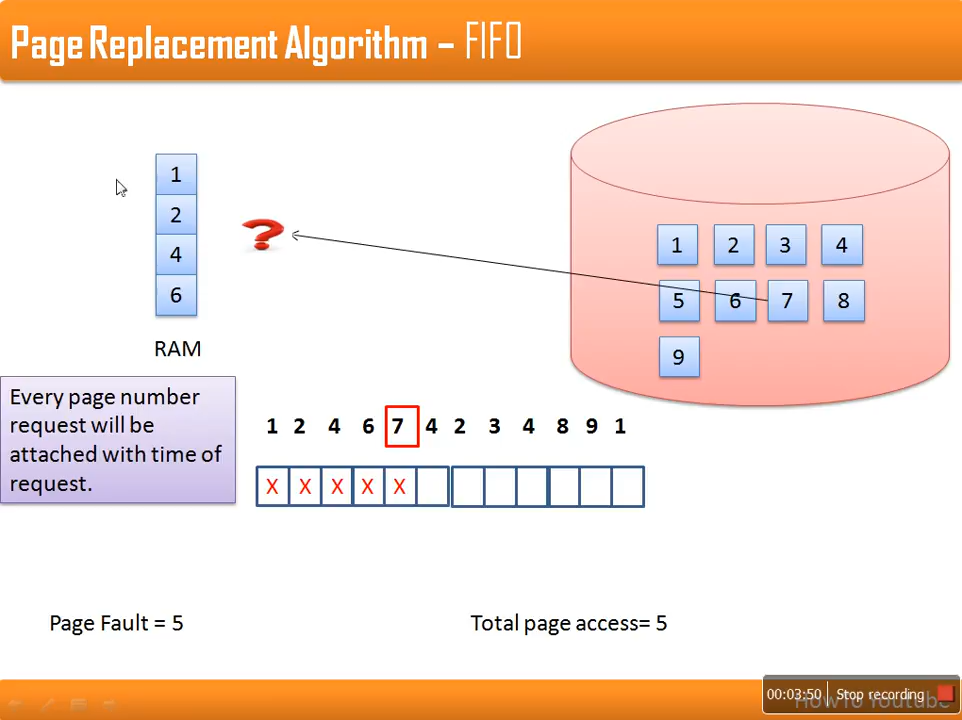 Page Replacement Algorithm – FIFO
1
2
4
6
RAM
?
1 2 3 4
5 6 7 8
9
Every page number
request will be
attached with time of
request.
1 2 4 6 7 4 2 3 4 8 9 1
X X X X X
Page Fault = 5
Total page access= 5
00:03:50 Stop recording
HowTo Youtube